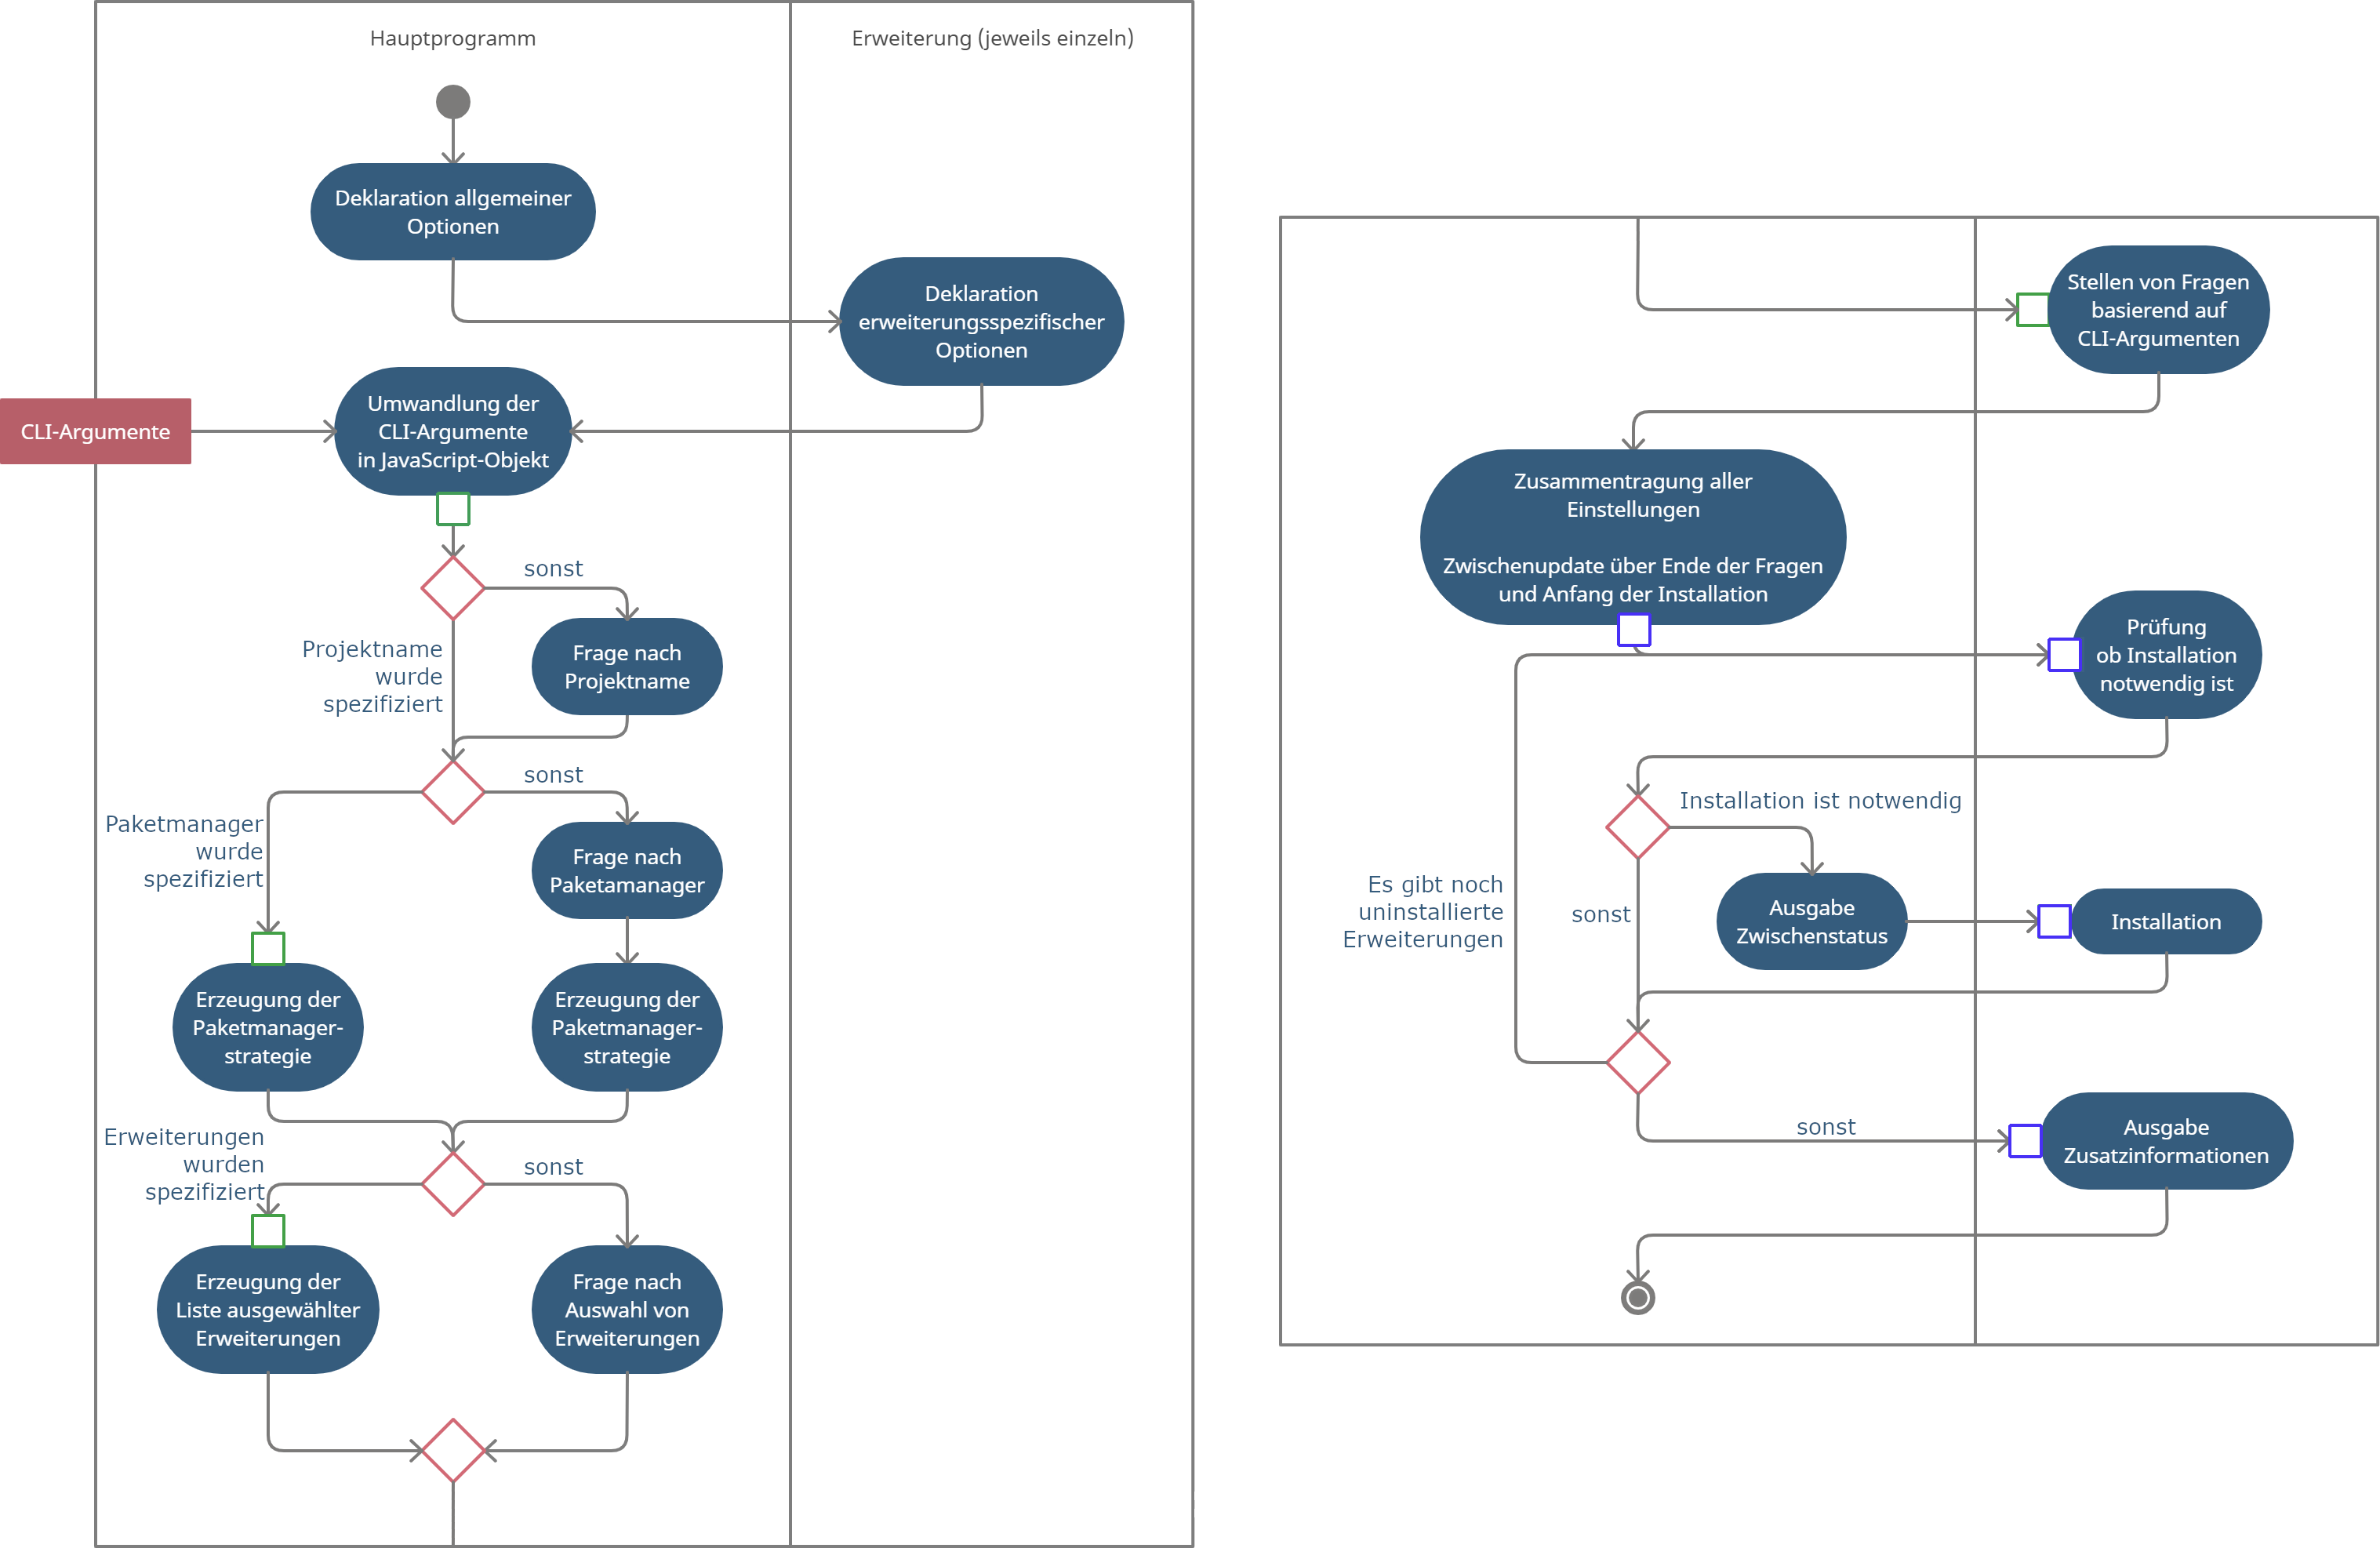 Hauptprogramm
Erweiterung (jeweils einzeln)
Deklaration allgemeiner
Optionen
Deklaration
erweiterungsspezifischer
Optionen
CLI-Argumente
Umwandlung der
CLI-Argumente
in JavaScript-Objekt
sonst
Projektname
wurde
spezifiziert
Frage nach
Projektname
sonst
Paketmanager
wurde
spezifiziert
Frage nach
Paketamanager
Erzeugung der
Paketmanager-
strategie
Erzeugung der
Paketmanager-
strategie
Erweiterungen
wurden
spezifiziert
sonst
Erzeugung der
Liste ausgewählter
Erweiterungen
Frage nach
Auswahl von
Erweiterungen
Stellen von Fragen
basierend auf
CLI-Argumenten
Zusammentragung aller
Einstellungen
Zwischenupdate über Ende der Fragen
und Anfang der Installation
Prüfung
ob Installation
notwendig ist
Installation ist notwendig
Es gibt noch
uninstallierte
Erweiterungen
sonst
Ausgabe
Zwischenstatus
Installation
sonst
Ausgabe
Zusatzinformationen